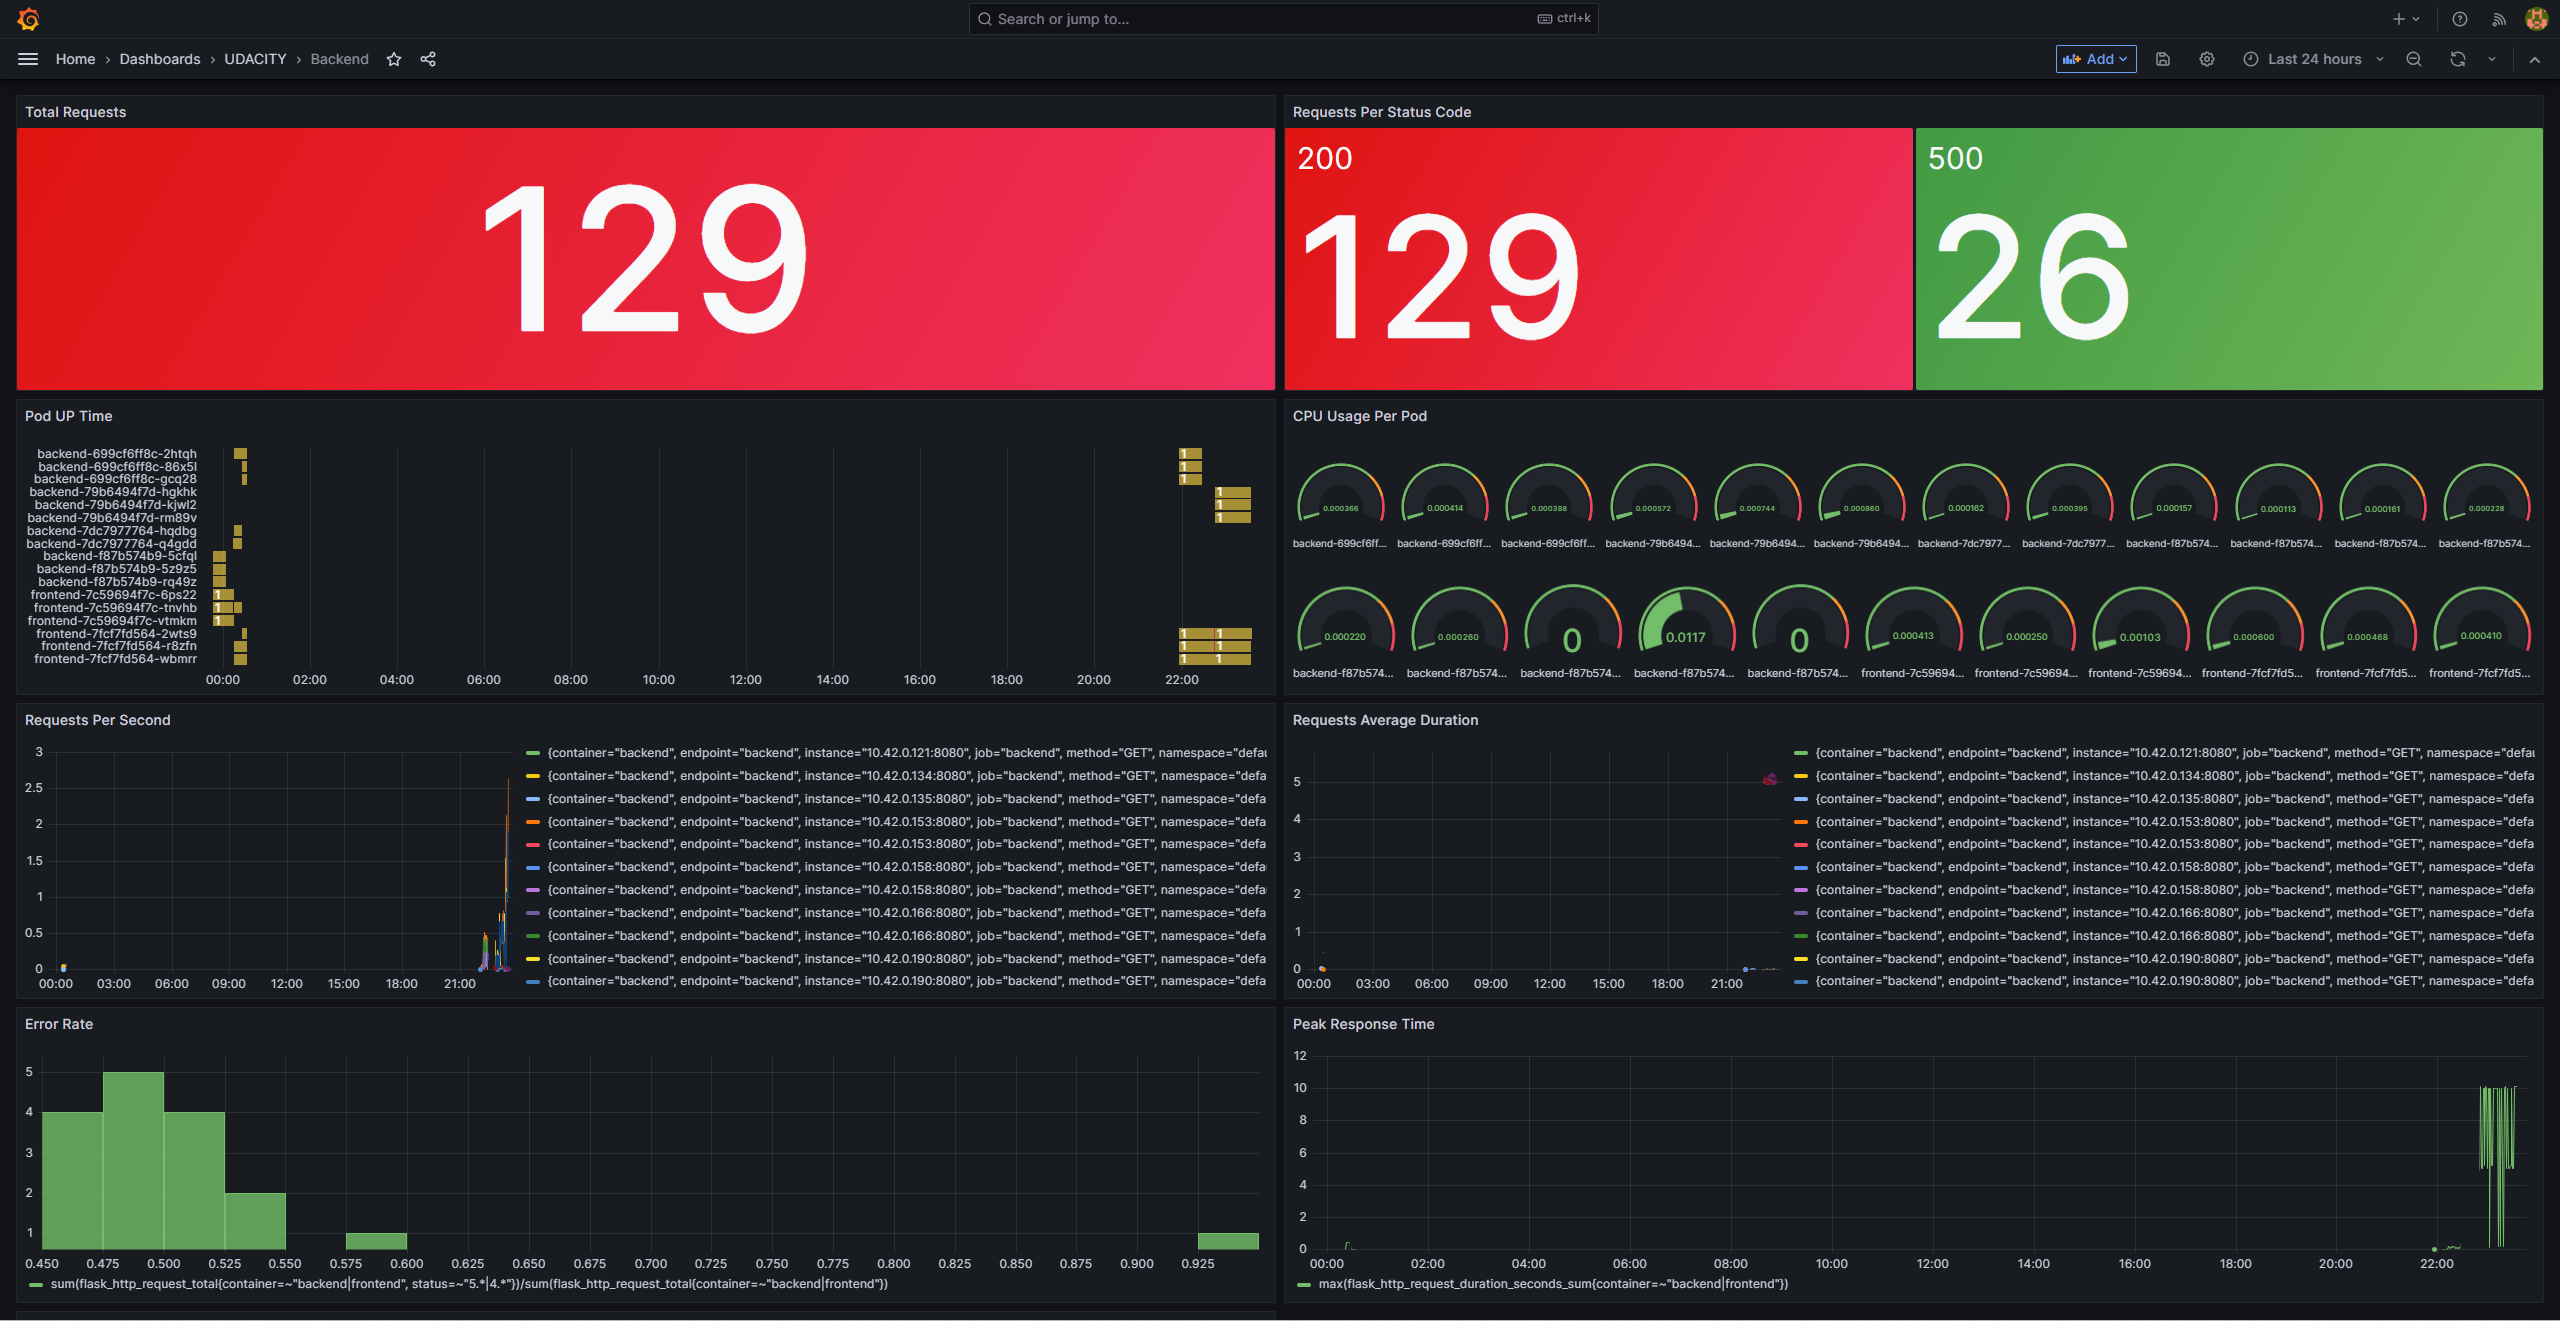 Search or jump to...
ctrl+k
Home › Dashboards › UDACITY › Backend
Add
Last 24 hours
Total Requests
129
Requests Per Status Code
200
129
500
26
Pod UP Time
backend-699cf6ff8c-2htqh
backend-699cf6ff8c-86x5l
backend-699cf6ff8c-gcq28
backend-79b6494f7d-hgkhk
backend-79b6494f7d-kjwl2
backend-79b6494f7d-rm89v
backend-7dc7977764-hqdbg
backend-7dc7977764-q4gdd
backend-f87b574b9-5cfql
backend-f87b574b9-5z9z5
backend-f87b574b9-rq49z
frontend-7c59694f7c-6ps22
frontend-7c59694f7c-tnvhb
frontend-7c59694f7c-vtmkm
frontend-7fcf7fd564-2wts9
frontend-7fcf7fd564-r8zfn
frontend-7fcf7fd564-wbmrr
1
1
1
1
1
1
1
1
1
1 1
1 1
1 1
00:00 02:00 04:00 06:00 08:00 10:00 12:00 14:00 16:00 18:00 20:00 22:00
CPU Usage Per Pod
0.000366 0.000414 0.000388 0.000572 0.000744 0.000860 0.000162 0.000395 0.000157 0.000113 0.000161 0.000228
backend-699cf6ff... backend-699cf6ff... backend-699cf6ff... backend-79b6494... backend-79b6494... backend-79b6494... backend-7dc7977... backend-7dc7977... backend-f87b574... backend-f87b574... backend-f87b574... backend-f87b574...
0.000220 0.000260 0 0.0117 0 0.000413 0.000250 0.00103 0.000600 0.000468 0.000410
backend-f87b574... backend-f87b574... backend-f87b574... backend-f87b574... backend-f87b574... frontend-7c59694... frontend-7c59694... frontend-7c59694... frontend-7fcf7fd5... frontend-7fcf7fd5... frontend-7fcf7fd5...
Requests Per Second
3
2.5
2
1.5
1
0.5
0
00:00 03:00 06:00 09:00 12:00 15:00 18:00 21:00
{container="backend", endpoint="backend", instance="10.42.0.121:8080", job="backend", method="GET", namespace="defau
{container="backend", endpoint="backend", instance="10.42.0.134:8080", job="backend", method="GET", namespace="defa
{container="backend", endpoint="backend", instance="10.42.0.135:8080", job="backend", method="GET", namespace="defa
{container="backend", endpoint="backend", instance="10.42.0.153:8080", job="backend", method="GET", namespace="defa
{container="backend", endpoint="backend", instance="10.42.0.153:8080", job="backend", method="GET", namespace="defa
{container="backend", endpoint="backend", instance="10.42.0.158:8080", job="backend", method="GET", namespace="defa
{container="backend", endpoint="backend", instance="10.42.0.158:8080", job="backend", method="GET", namespace="defa
{container="backend", endpoint="backend", instance="10.42.0.166:8080", job="backend", method="GET", namespace="defa
{container="backend", endpoint="backend", instance="10.42.0.166:8080", job="backend", method="GET", namespace="defa
{container="backend", endpoint="backend", instance="10.42.0.190:8080", job="backend", method="GET", namespace="defa
{container="backend", endpoint="backend", instance="10.42.0.190:8080", job="backend", method="GET", namespace="defa
Requests Average Duration
5
4
3
2
1
0
00:00 03:00 06:00 09:00 12:00 15:00 18:00 21:00
{container="backend", endpoint="backend", instance="10.42.0.121:8080", job="backend", method="GET", namespace="defau
{container="backend", endpoint="backend", instance="10.42.0.134:8080", job="backend", method="GET", namespace="defa
{container="backend", endpoint="backend", instance="10.42.0.135:8080", job="backend", method="GET", namespace="defa
{container="backend", endpoint="backend", instance="10.42.0.153:8080", job="backend", method="GET", namespace="defa
{container="backend", endpoint="backend", instance="10.42.0.153:8080", job="backend", method="GET", namespace="defa
{container="backend", endpoint="backend", instance="10.42.0.158:8080", job="backend", method="GET", namespace="defa
{container="backend", endpoint="backend", instance="10.42.0.158:8080", job="backend", method="GET", namespace="defa
{container="backend", endpoint="backend", instance="10.42.0.166:8080", job="backend", method="GET", namespace="defa
{container="backend", endpoint="backend", instance="10.42.0.166:8080", job="backend", method="GET", namespace="defa
{container="backend", endpoint="backend", instance="10.42.0.190:8080", job="backend", method="GET", namespace="defa
{container="backend", endpoint="backend", instance="10.42.0.190:8080", job="backend", method="GET", namespace="defa
Error Rate
5
4
3
2
1
0.450 0.475 0.500 0.525 0.550 0.575 0.600 0.625 0.650 0.675 0.700 0.725 0.750 0.775 0.800 0.825 0.850 0.875 0.900 0.925
sum(flask_http_request_total{container=~"backend|frontend", status=~"5.*|4.*"})/sum(flask_http_request_total{container=~"backend|frontend"})
Peak Response Time
12
10
8
6
4
2
0
00:00 02:00 04:00 06:00 08:00 10:00 12:00 14:00 16:00 18:00 20:00 22:00
max(flask_http_request_duration_seconds_sum{container=~"backend|frontend"})